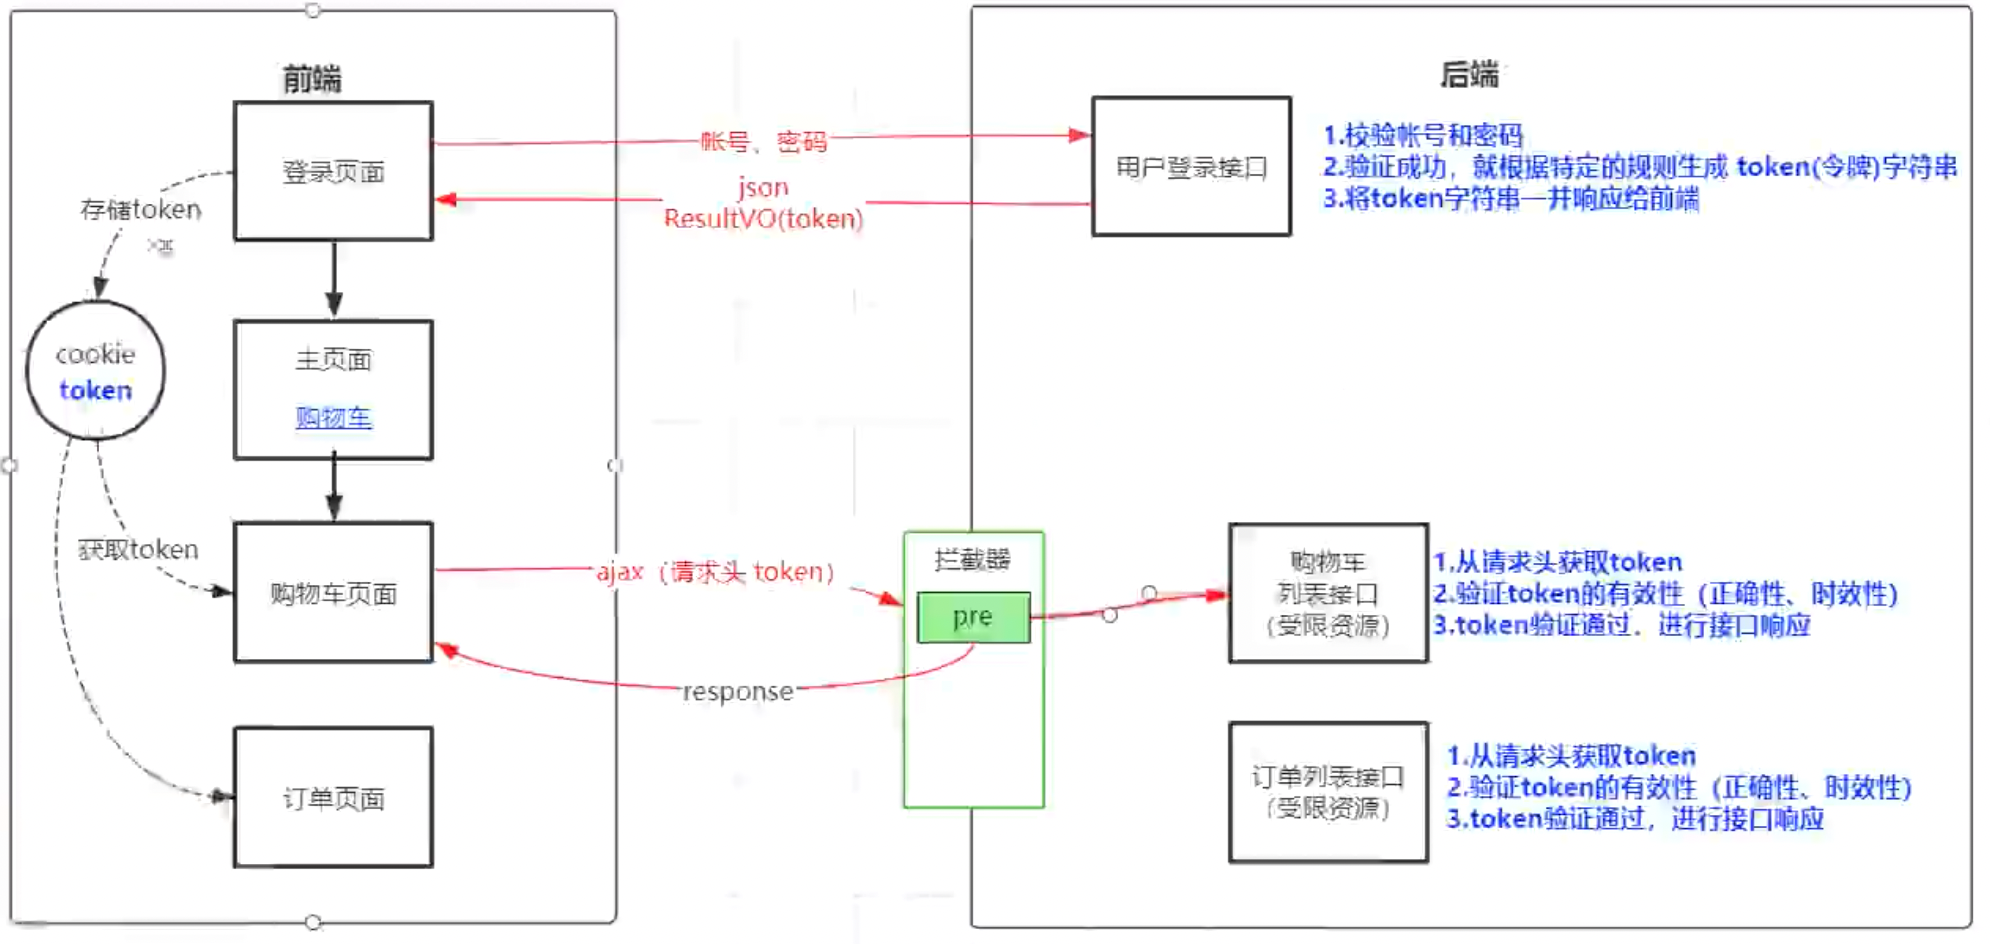 前端
登录页面
存储token
cookie
token
主页面
购物车
获取token
购物车页面
订单页面
帐号、密码
json
ResultVO(token)
ajax（请求头 token）
response
后端
用户登录接口
1.校验帐号和密码
2.验证成功，就根据特定的规则生成 token(令牌)字符串
3.将token字符串一并响应给前端
拦截器
pre
购物车
列表接口
（受限资源）
1.从请求头获取token
2.验证token的有效性（正确性、时效性）
3.token验证通过，进行接口响应
订单列表接口
（受限资源）
1.从请求头获取token
2.验证token的有效性（正确性、时效性）
3.token验证通过，进行接口响应